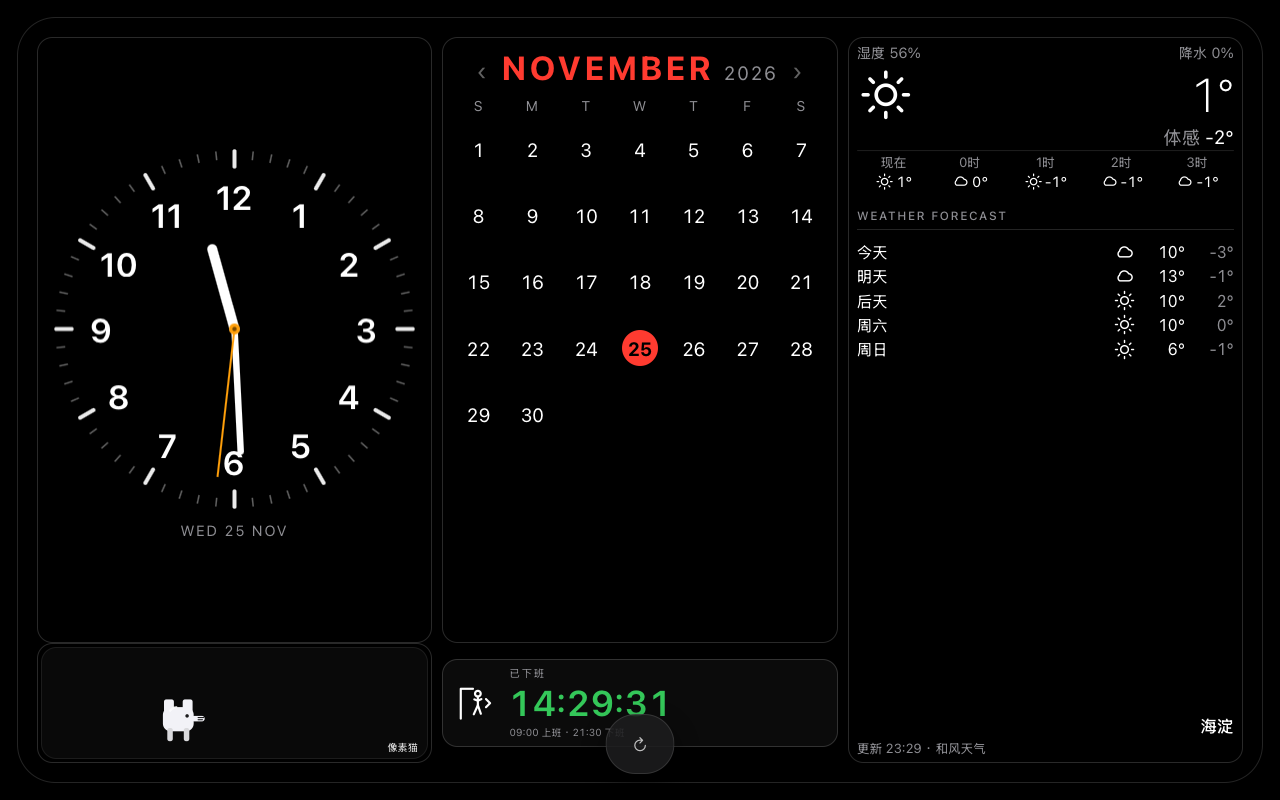 12
1
2
3
4
5
6
7
8
9
10
11
WED 25 NOV
像素猫
‹ NOVEMBER 2026 ›
S M T W T F S
1 2 3 4 5 6 7
8 9 10 11 12 13 14
15 16 17 18 19 20 21
22 23 24 25 26 27 28
29 30
已下班
14:29:31
09:00 上班 · 21:30 下班
湿度 56% 降水 0%
1°
体感 -2°
现在 0时 1时 2时 3时
1° 0° -1° -1° -1°
WEATHER FORECAST
今天 10° -3°
明天 13° -1°
后天 10° 2°
周六 10° 0°
周日 6° -1°
海淀
更新 23:29 · 和风天气